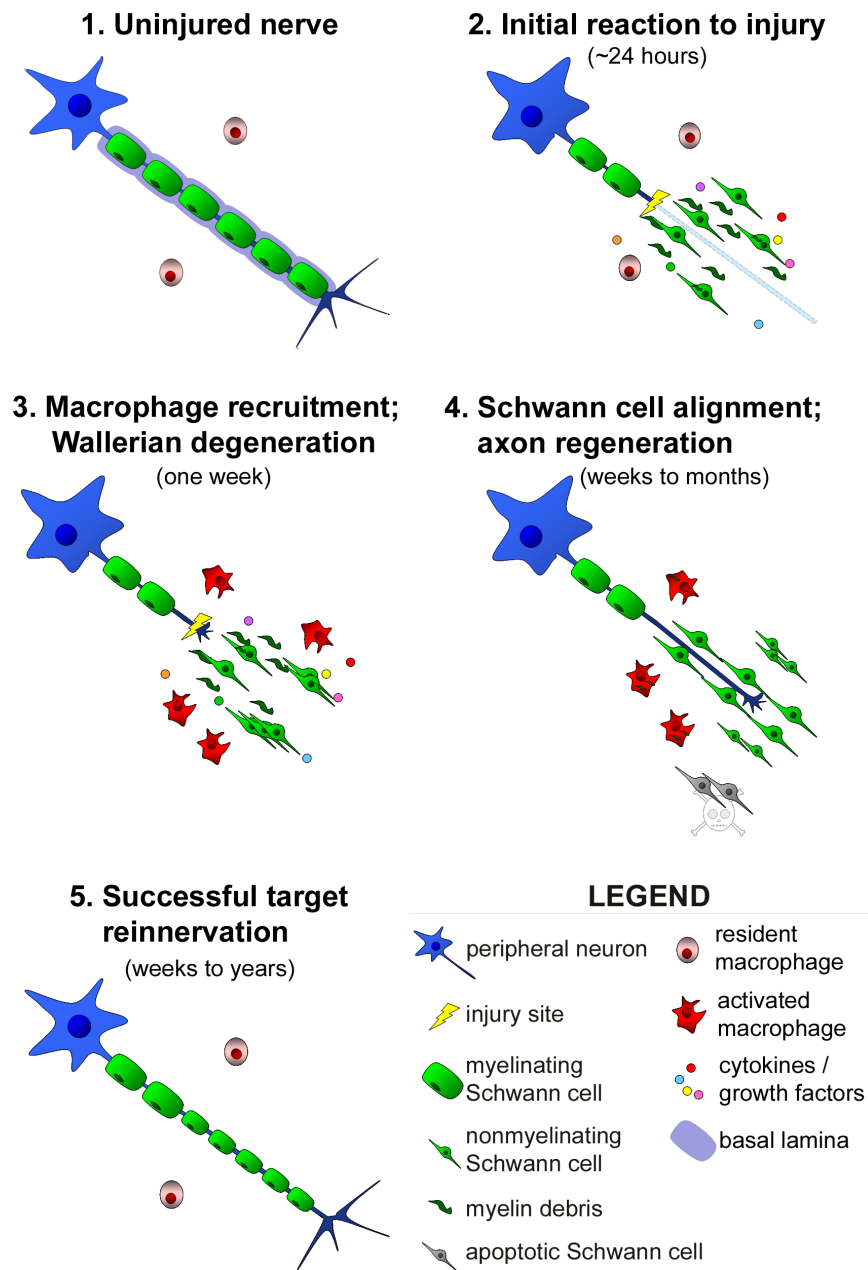 1. Uninjured nerve
2. Initial reaction to injury
(~24 hours)
3. Macrophage recruitment;
Wallerian degeneration
(one week)
4. Schwann cell alignment;
axon regeneration
(weeks to months)
5. Successful target
reinnervation
(weeks to years)
LEGEND
peripheral neuron
injury site
myelinating
Schwann cell
nonmyelinating
Schwann cell
myelin debris
apoptotic Schwann cell
resident
macrophage
activated
macrophage
cytokines /
growth factors
basal lamina